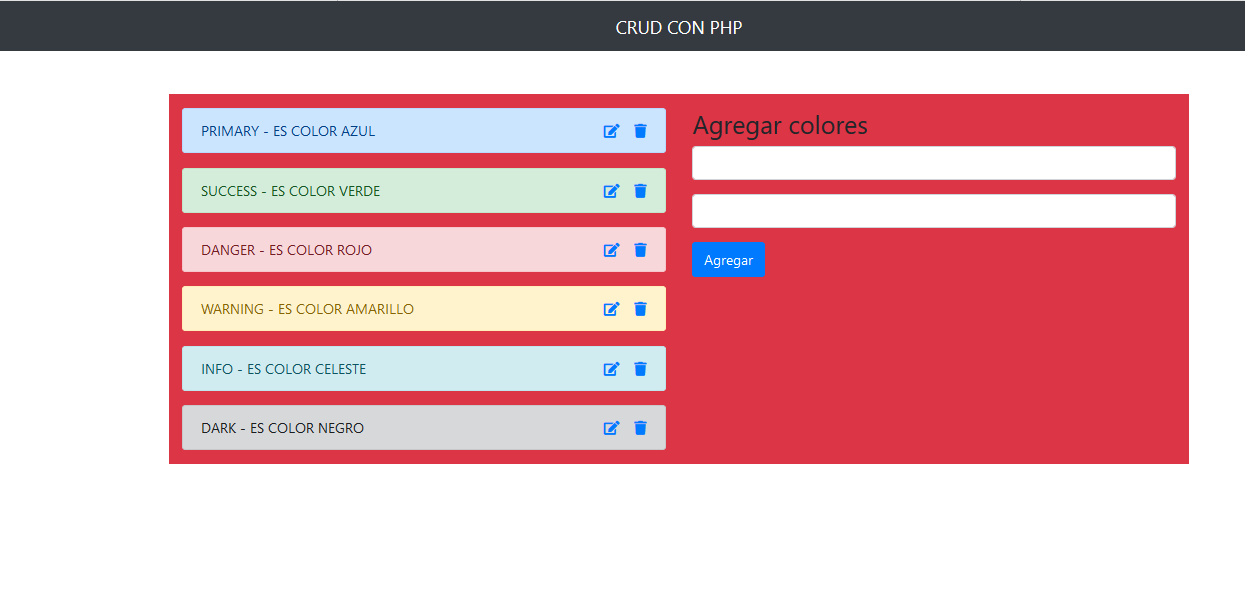 CRUD CON PHP
PRIMARY - ES COLOR AZUL
SUCCESS - ES COLOR VERDE
DANGER - ES COLOR ROJO
WARNING - ES COLOR AMARILLO
INFO - ES COLOR CELESTE
DARK - ES COLOR NEGRO
Agregar colores
Agregar